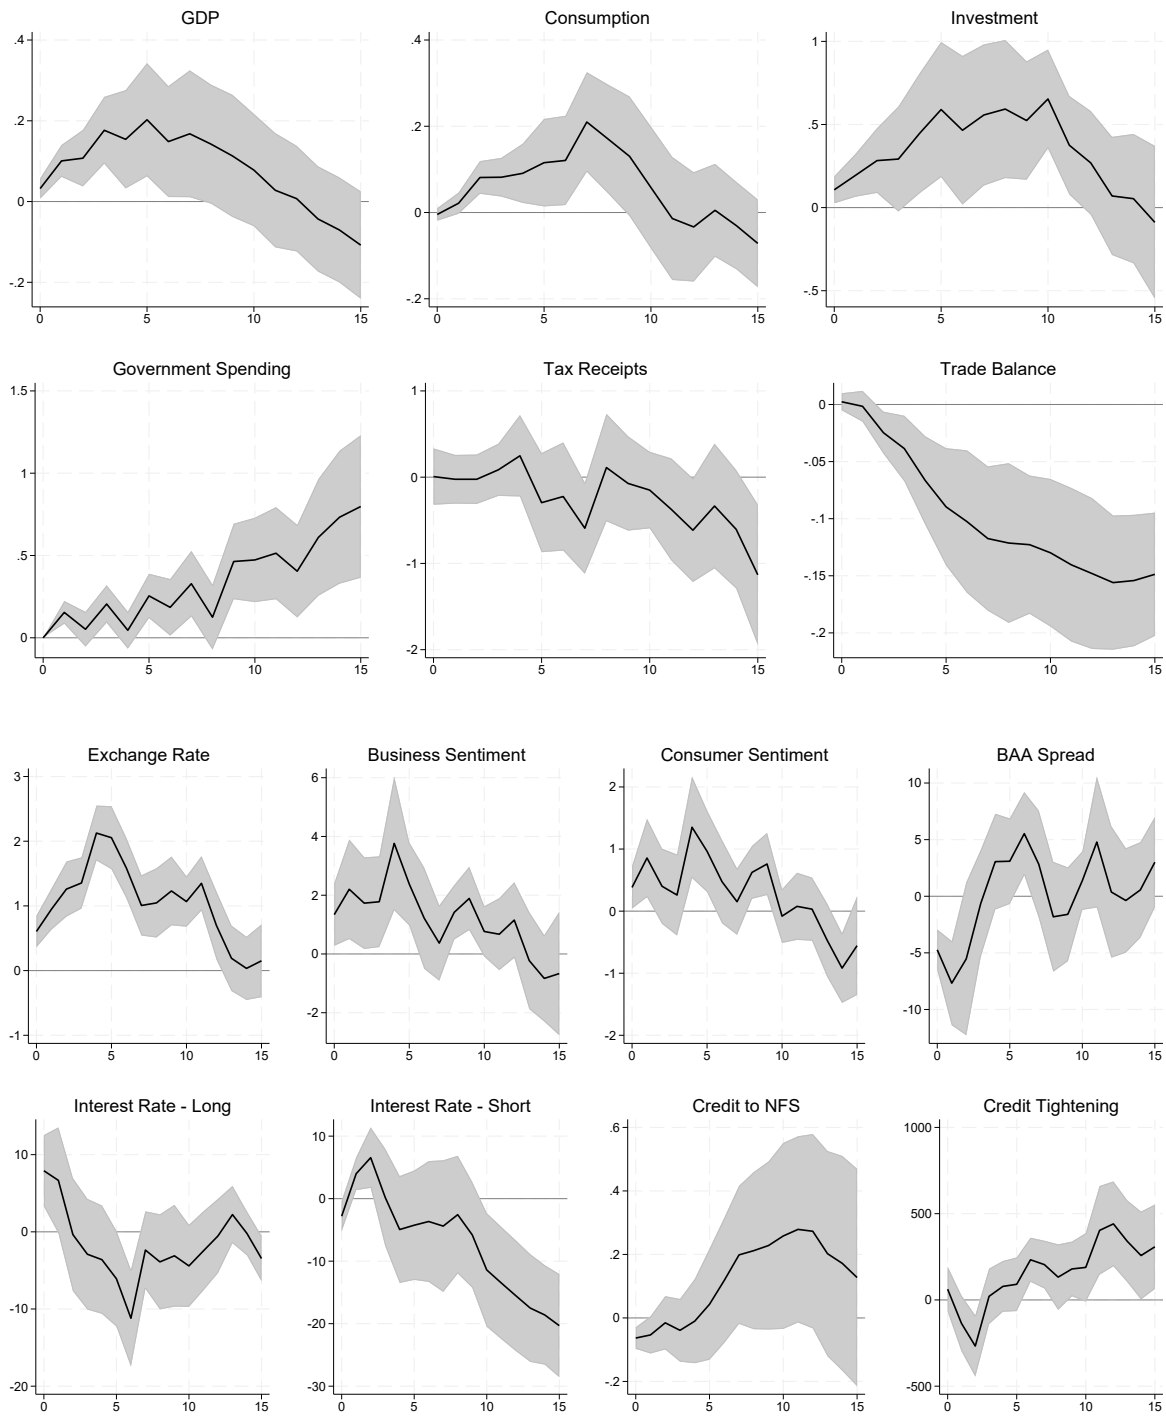 GDP
.4
.2
0
-.2
0 5 10 15
Consumption
.4
.2
0
-.2
0 5 10 15
Investment
1
.5
0
-.5
0 5 10 15
Government Spending
1.5
1
.5
0
0 5 10 15
Tax Receipts
1
0
-1
-2
0 5 10 15
Trade Balance
0
-.05
-.1
-.15
-.2
0 5 10 15
Exchange Rate
3
2
1
0
-1
0 5 10 15
Business Sentiment
6
4
2
0
-2
0 5 10 15
Consumer Sentiment
2
1
0
-1
-2
0 5 10 15
BAA Spread
10
5
0
-5
-10
0 5 10 15
Interest Rate - Long
10
0
-10
-20
0 5 10 15
Interest Rate - Short
10
0
-10
-20
-30
0 5 10 15
Credit to NFS
.6
.4
.2
0
-.2
0 5 10 15
Credit Tightening
1000
500
0
-500
0 5 10 15